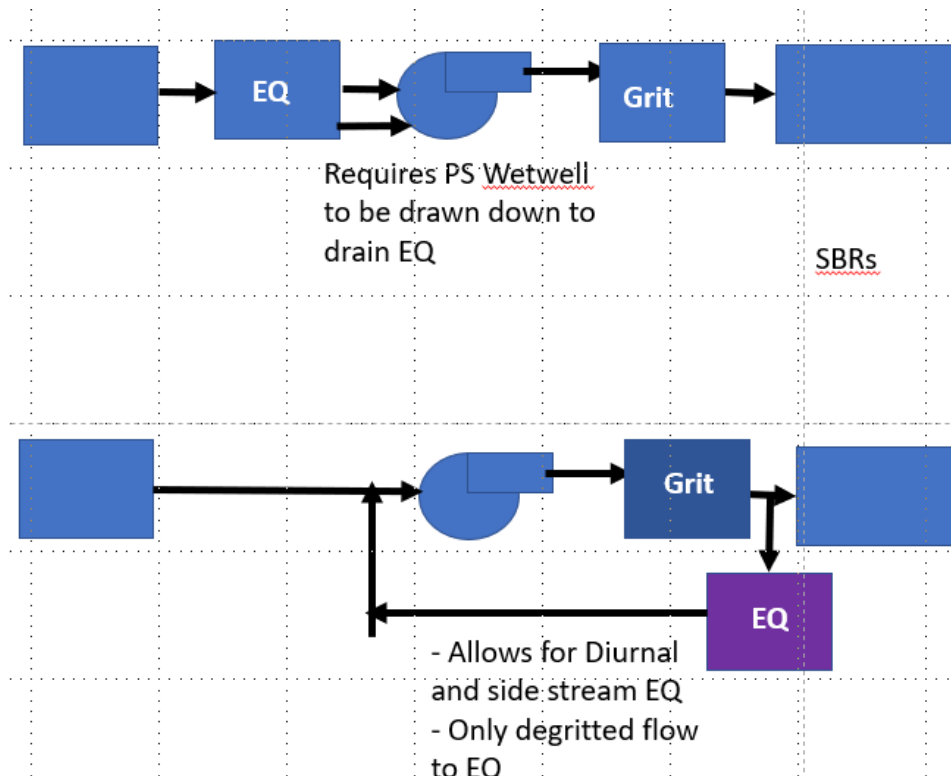 EQ
Grit
Requires PS Wetwell
to be drawn down to
drain EQ
SBRs
Grit
EQ
- Allows for Diurnal
and side stream EQ
- Only degritted flow
to EQ